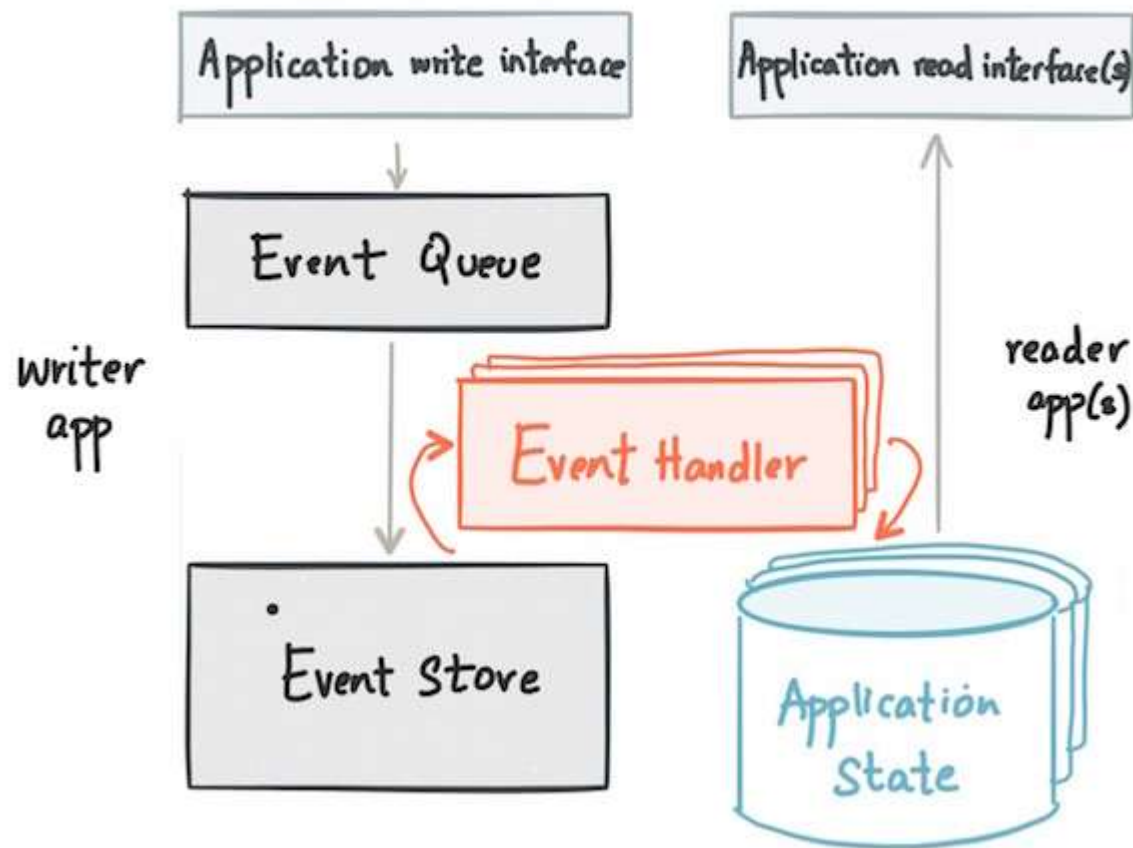 Application write interface
Application read interface(s)
Event Queue
writer
app
reader
app(s)
Event Handler
Event Store
Application
State